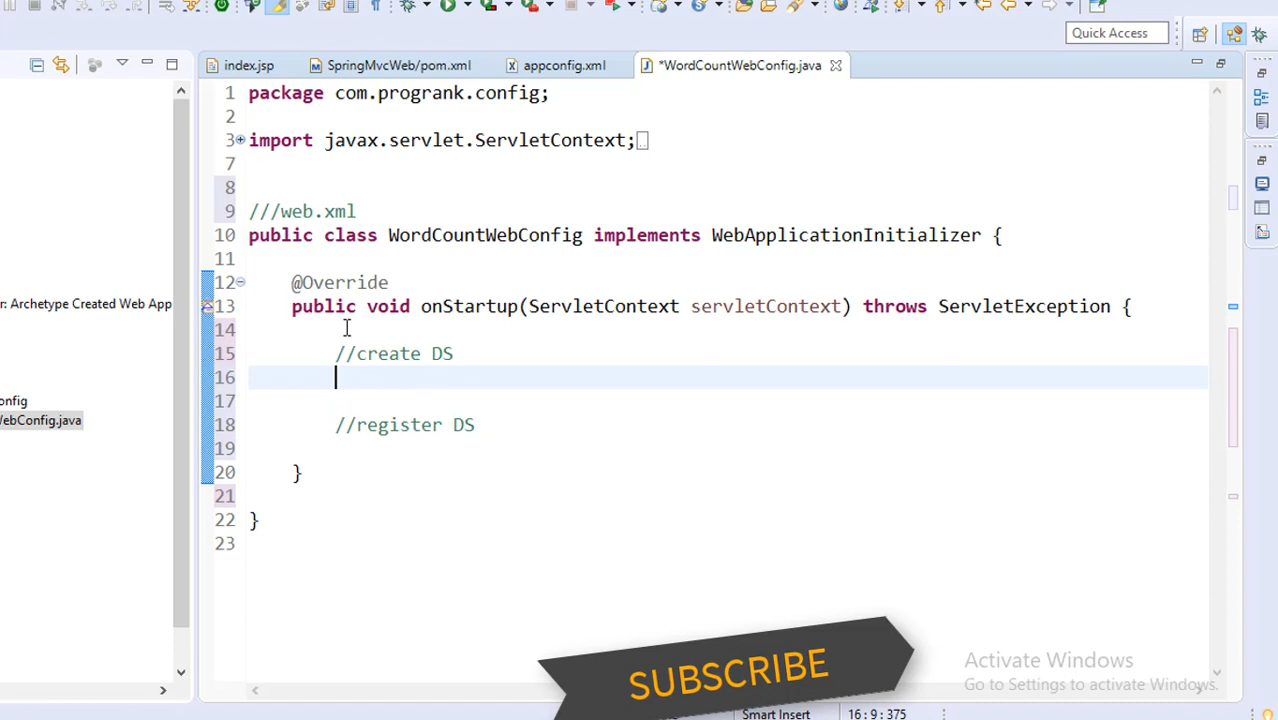 Quick Access
index.jsp
SpringMvcWeb/pom.xml
appconfig.xml
*WordCountWebConfig.java
1 package com.progrank.config;
2
3 import javax.servlet.ServletContext;
7
8
9 ///web.xml
10 public class WordCountWebConfig implements WebApplicationInitializer {
11
12 @Override
13 public void onStartup(ServletContext servletContext) throws ServletException {
14
15 //create DS
16
17
18 //register DS
19
20 }
21
22 }
23
r: Archetype Created Web App
onfig
ebConfig.java
SUBSCRIBE
Activate Windows
Go to Settings to activate Windows.
Smart Insert
16 : 9 : 375